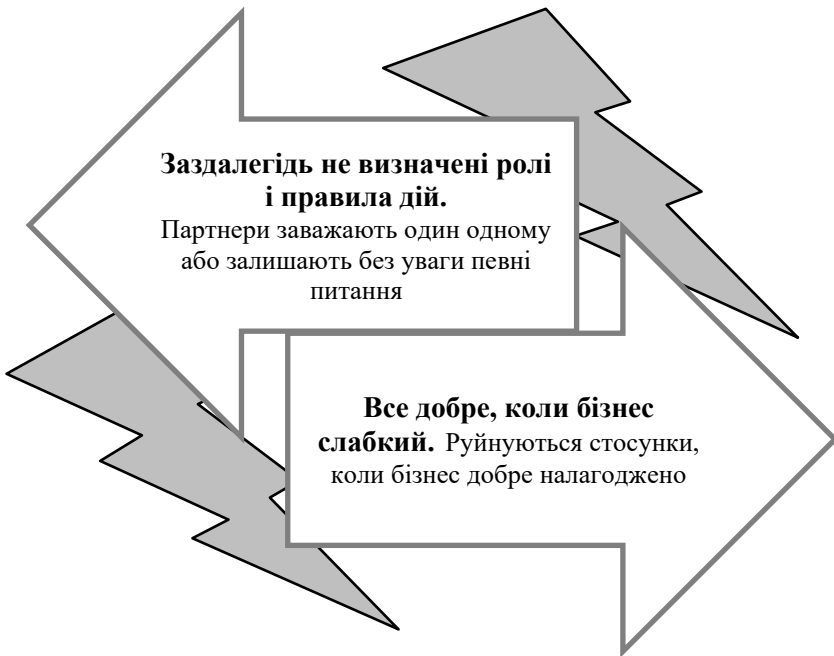 Заздалегідь не визначені ролі
і правила дій.
Партнери заважають один одному
або залишають без уваги певні
питання
Все добре, коли бізнес
слабкий. Руйнуються стосунки,
коли бізнес добре налагоджено